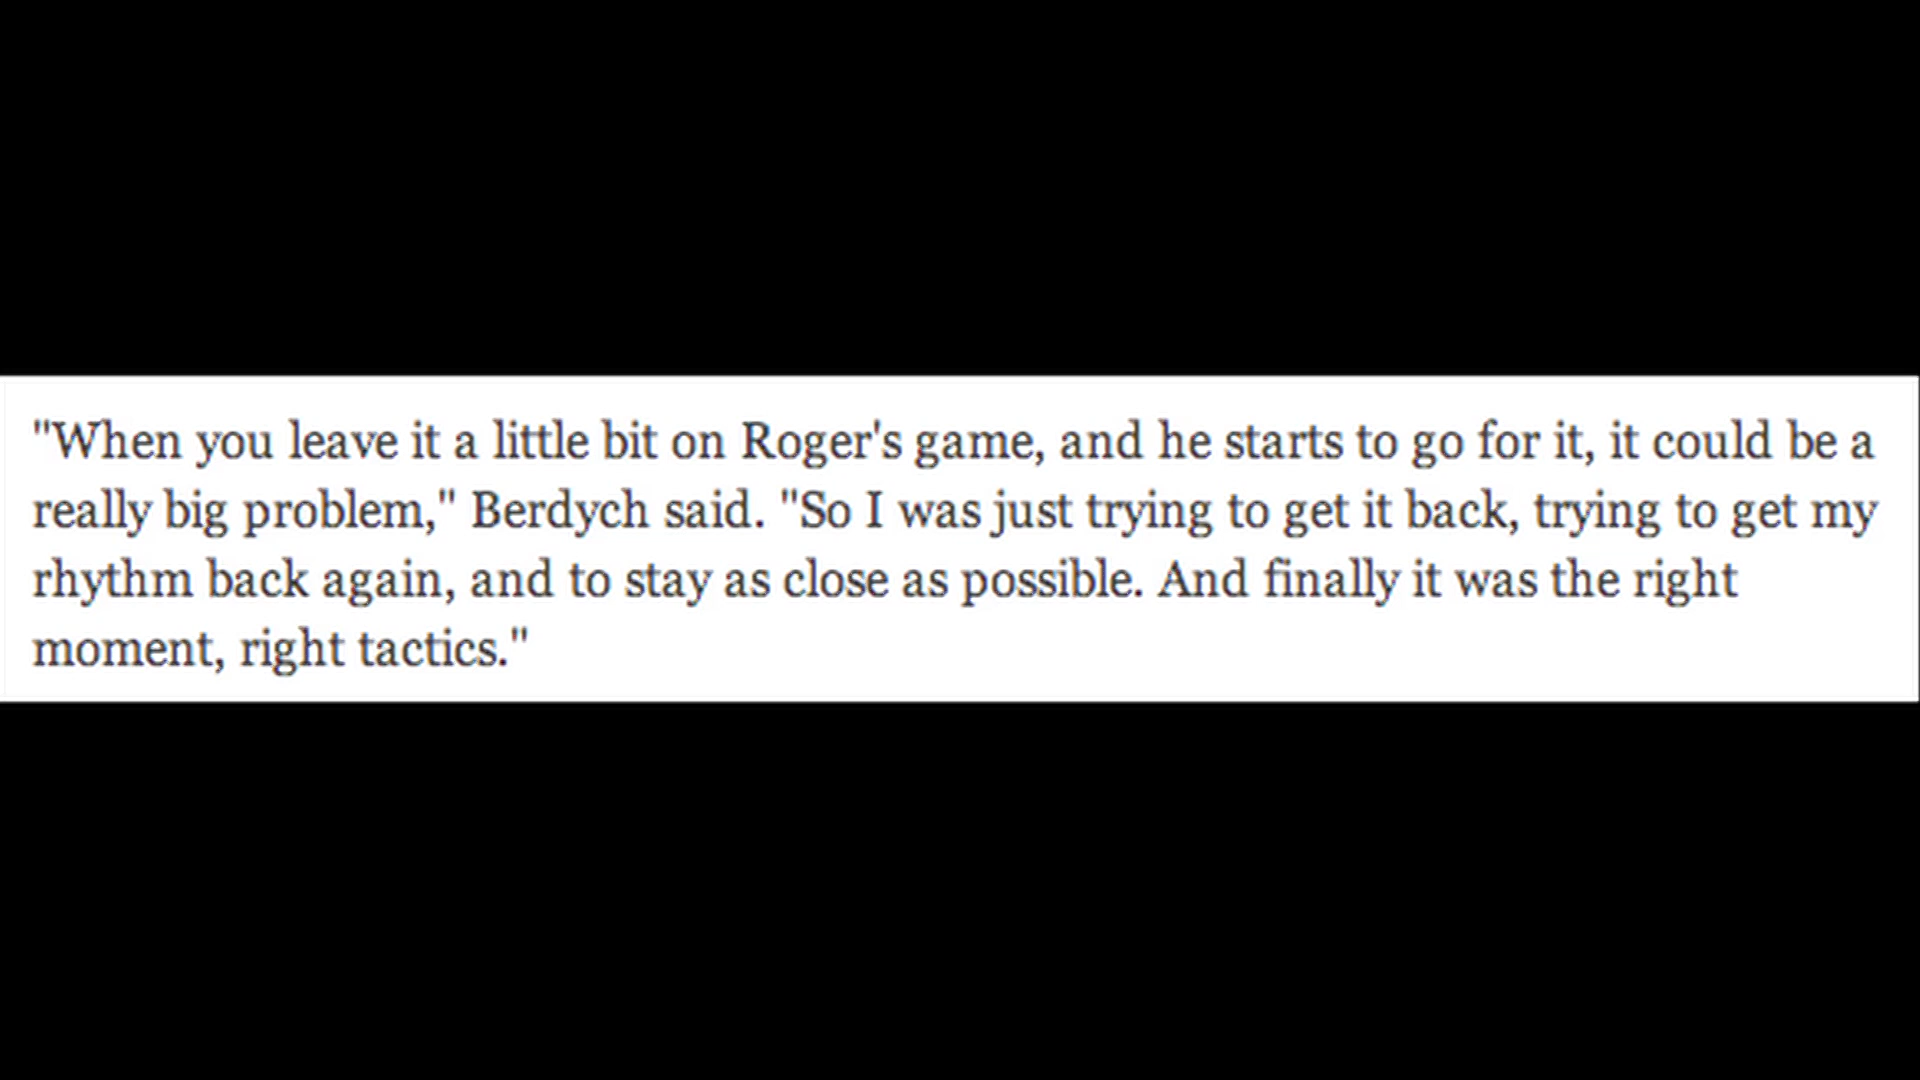 "When you leave it a little bit on Roger's game, and he starts to go for it, it could be a
really big problem," Berdych said. "So I was just trying to get it back, trying to get my
rhythm back again, and to stay as close as possible. And finally it was the right
moment, right tactics."